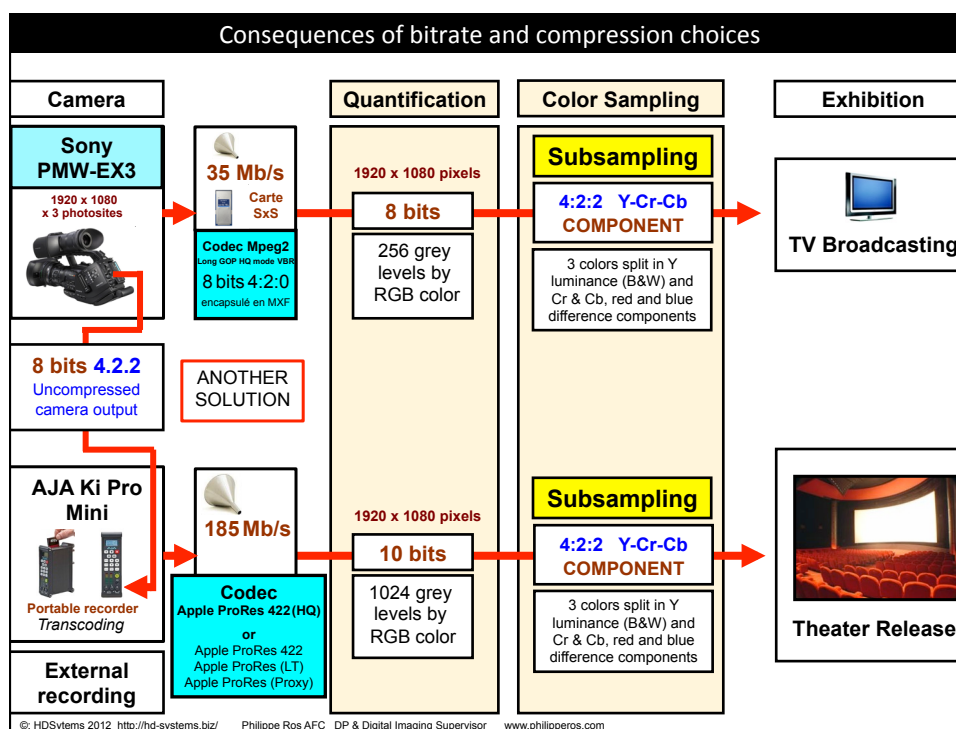 Consequences of bitrate and compression choices
Camera
Quantification
Color Sampling
Exhibition
Sony
PMW-EX3
1920 x 1080
x 3 photosites
35 Mb/s
Carte
SxS
Codec Mpeg2
Long GOP HQ mode VBR
8 bits 4:2:0
encapsulé en MXF
1920 x 1080 pixels
8 bits
256 grey
levels by
RGB color
Subsampling
4:2:2 Y-Cr-Cb
COMPONENT
3 colors split in Y
luminance (B&W) and
Cr & Cb, red and blue
difference components
TV Broadcasting
8 bits 4.2.2
Uncompressed
camera output
ANOTHER
SOLUTION
AJA Ki Pro
Mini
Portable recorder
Transcoding
External
recording
185 Mb/s
Codec
Apple ProRes 422 (HQ)
or
Apple ProRes 422
Apple ProRes (LT)
Apple ProRes (Proxy)
1920 x 1080 pixels
10 bits
1024 grey
levels by
RGB color
Subsampling
4:2:2 Y-Cr-Cb
COMPONENT
3 colors split in Y
luminance (B&W) and
Cr & Cb, red and blue
difference components
Theater Release
©: HDSytems 2012 http://hd-systems.biz/ Philippe Ros AFC DP & Digital Imaging Supervisor www.philipperos.com